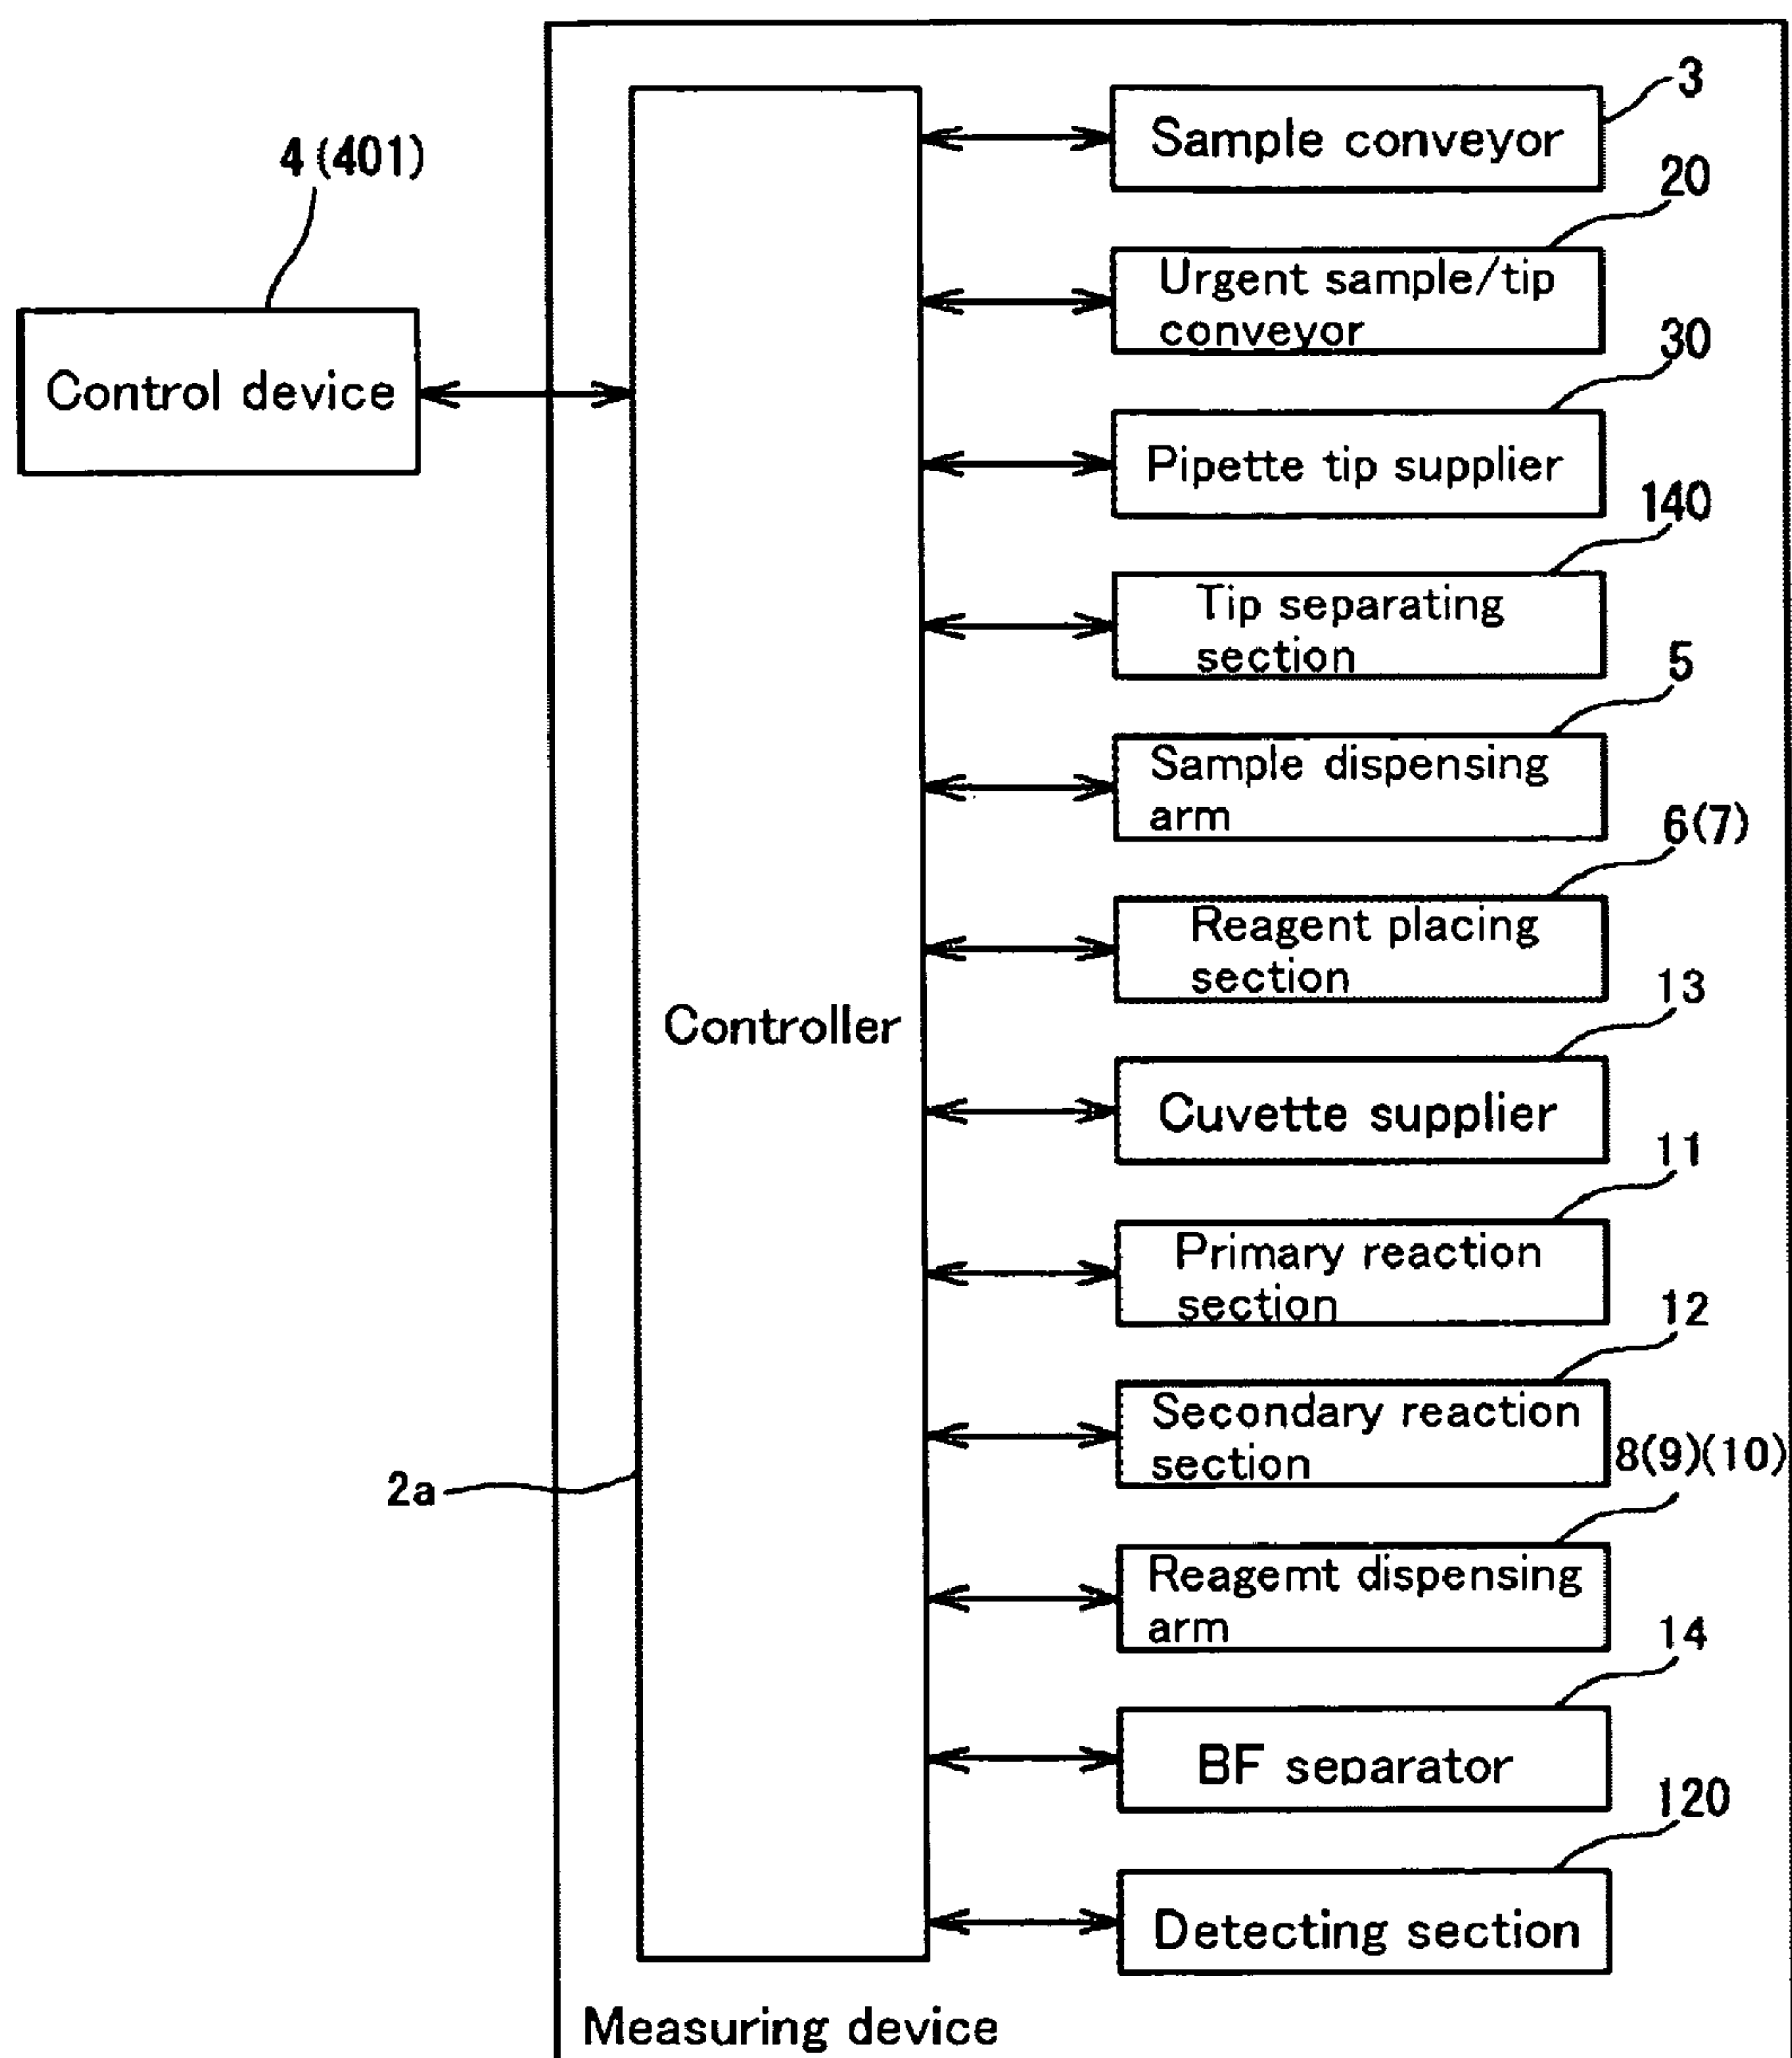 3
Sample conveyor
4 (401)
20
Urgent sample/tip
conveyor
Control device
30
Pipette tip supplier
140
Tip separating
section
5
Sample dispensing
arm
6(7)
Reagent placing
section
13
Controller
Cuvette supplier
11
Primary reaction
section
12
Secondary reaction
section
8(9)(10)
2a
Reagemt dispensing
arm
14
BF separator
120
Detecting section
Measuring device